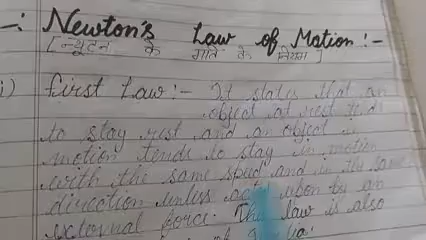 -: Newton's Law of Motion:-
[न्यूटन के गति के नियम]
i) first Law:- It states that an
object at rest tends
to stay rest and an object in
motion tends to stay in motion
with the same speed and in the same
direction unless act upon by an
external force. This law is also